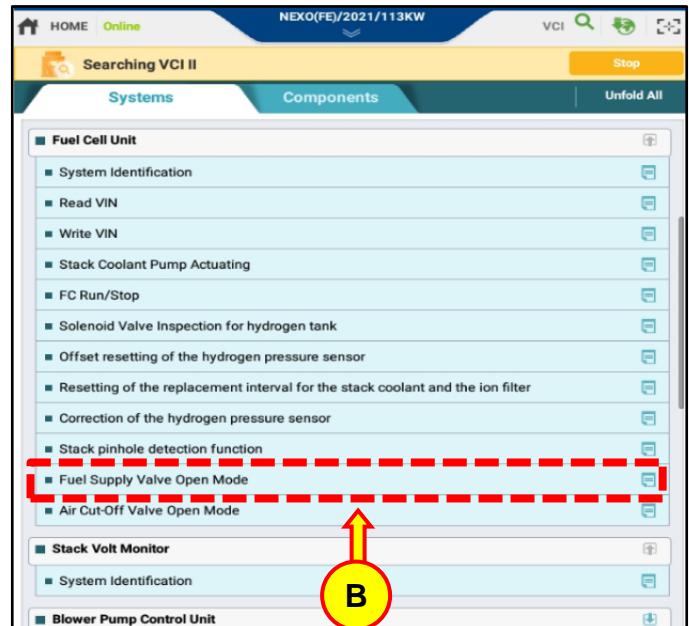 HOME Online
NEXO(FE)/2021/113KW
VCI
Searching VCI II
Stop
Systems
Components
Unfold All
Fuel Cell Unit
System Identification
Read VIN
Write VIN
Stack Coolant Pump Actuating
FC Run/Stop
Solenoid Valve Inspection for hydrogen tank
Offset resetting of the hydrogen pressure sensor
Resetting of the replacement interval for the stack coolant and the ion filter
Correction of the hydrogen pressure sensor
Stack pinhole detection function
Fuel Supply Valve Open Mode
Air Cut-Off Valve Open Mode
Stack Volt Monitor
System Identification
B
Blower Pump Control Unit